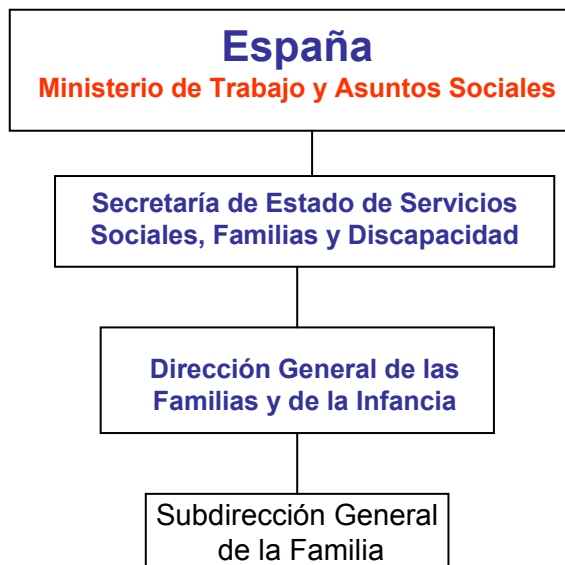 España
Ministerio de Trabajo y Asuntos Sociales
Secretaría de Estado de Servicios
Sociales, Familias y Discapacidad
Dirección General de las
Familias y de la Infancia
Subdirección General
de la Familia